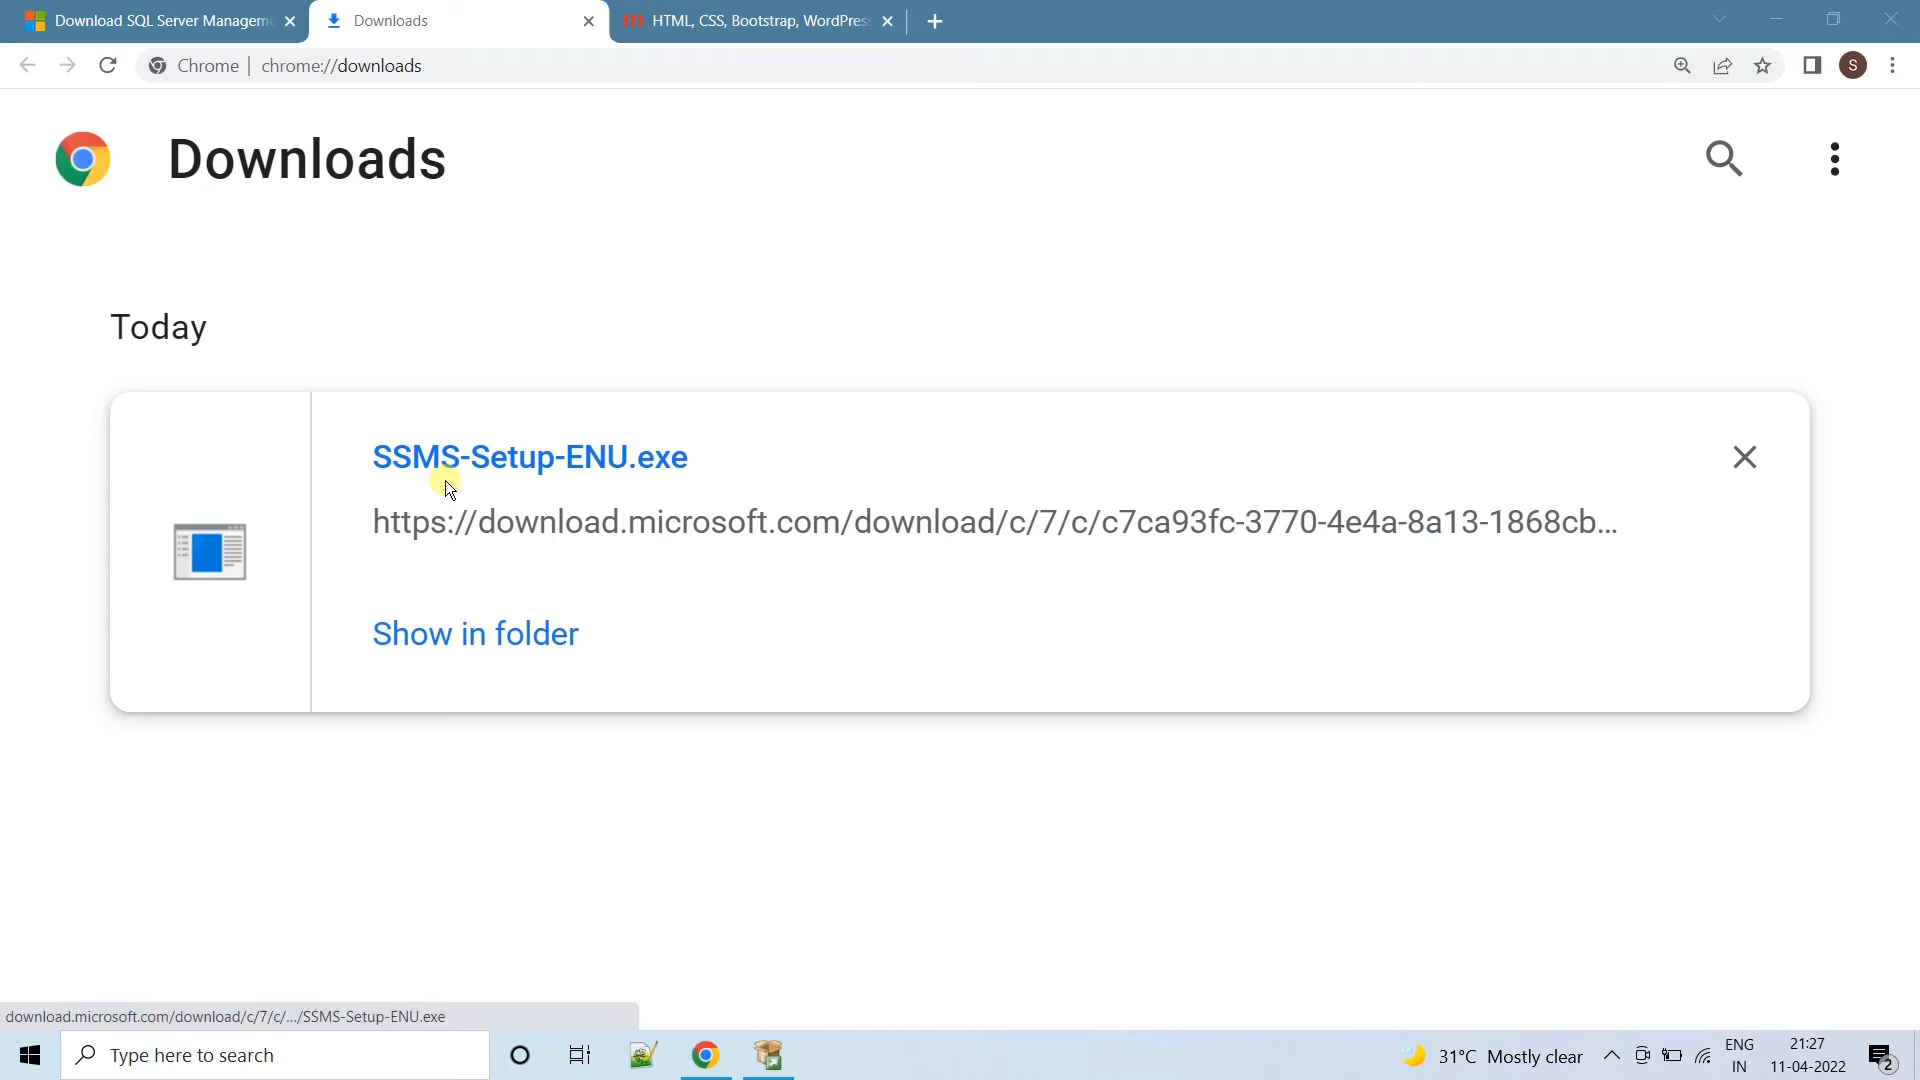 Download SQL Server Managem
Downloads
m HTML, CSS, Bootstrap, WordPres
Chrome | chrome://downloads
S
Downloads
Today
SSMS-Setup-ENU.exe
https://download.microsoft.com/download/c/7/c/c7ca93fc-3770-4e4a-8a13-1868cb...
Show in folder
download.microsoft.com/download/c/7/c/.../SSMS-Setup-ENU.exe
Type here to search
31°C Mostly clear
ENG
IN
21:27
11-04-2022
2